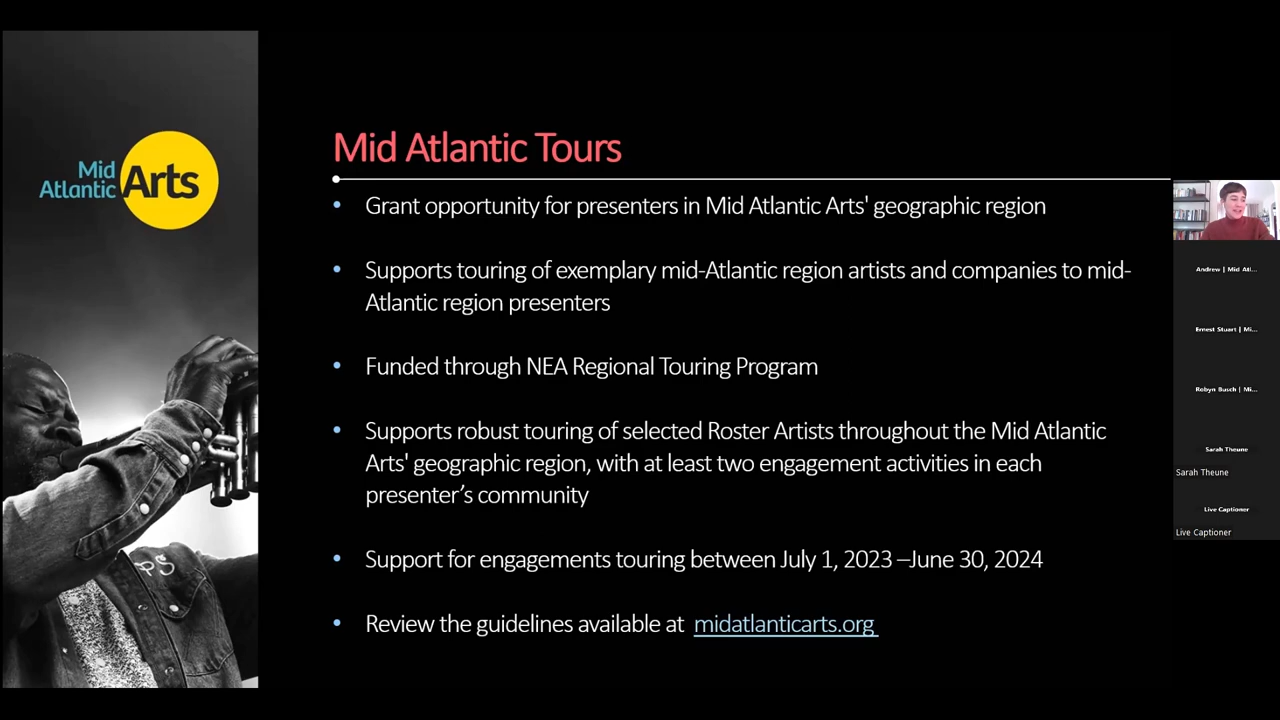 Mid
Atlantic Arts
Mid Atlantic Tours
• Grant opportunity for presenters in Mid Atlantic Arts' geographic region
• Supports touring of exemplary mid-Atlantic region artists and companies to mid-
Atlantic region presenters
• Funded through NEA Regional Touring Program
• Supports robust touring of selected Roster Artists throughout the Mid Atlantic
Arts' geographic region, with at least two engagement activities in each
presenter’s community
• Support for engagements touring between July 1, 2023 –June 30, 2024
• Review the guidelines available at midatlanticarts.org
PS
Andrew | Mid Atl...
Ernest Stuart | Mi...
Robyn Busch | Mi...
Sarah Theune
Sarah Theune
Live Captioner
Live Captioner